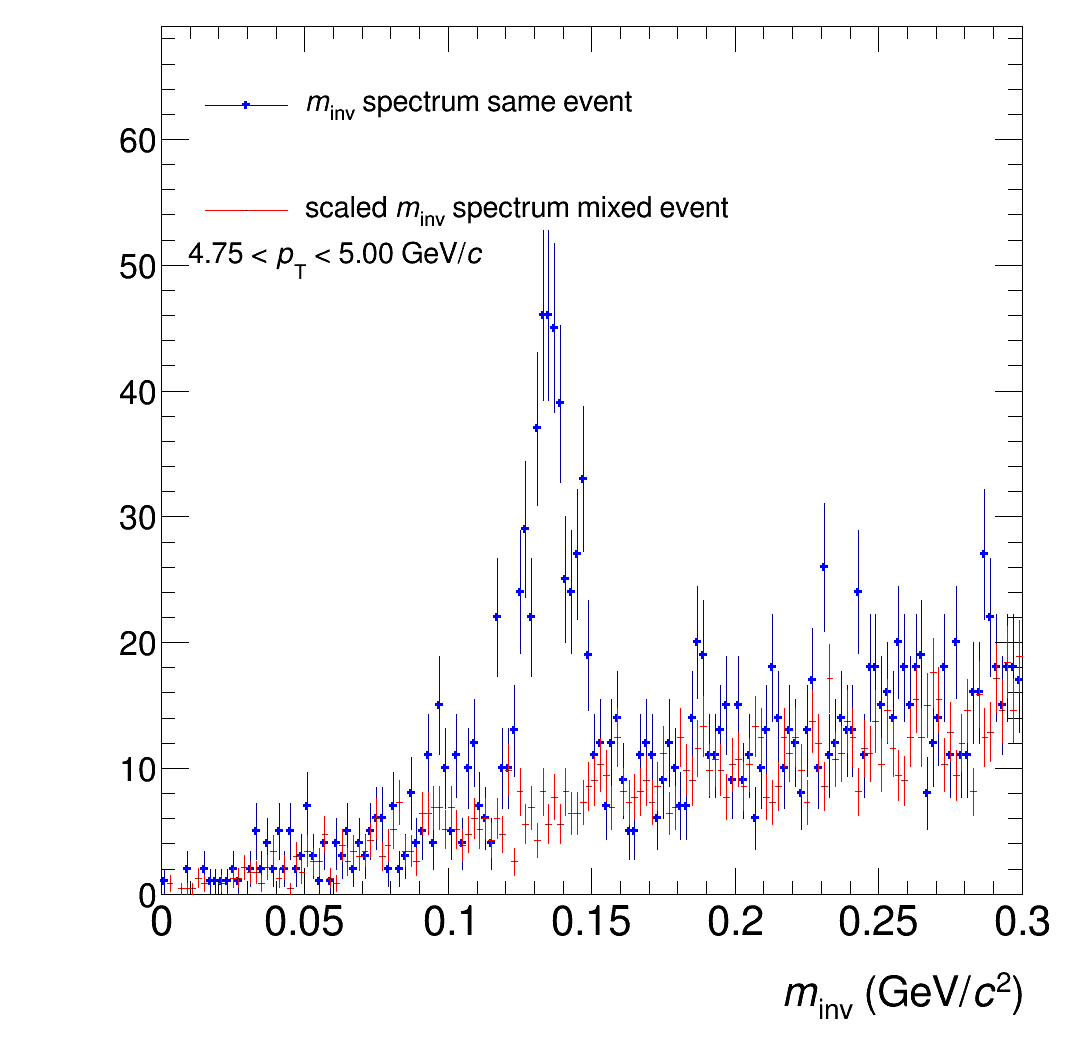 m_inv spectrum same event
60
scaled m_inv spectrum mixed event
4.75 < p_T < 5.00 GeV/c
50
40
30
20
10
0
0 0.05 0.1 0.15 0.2 0.25 0.3
m_inv (GeV/c²)